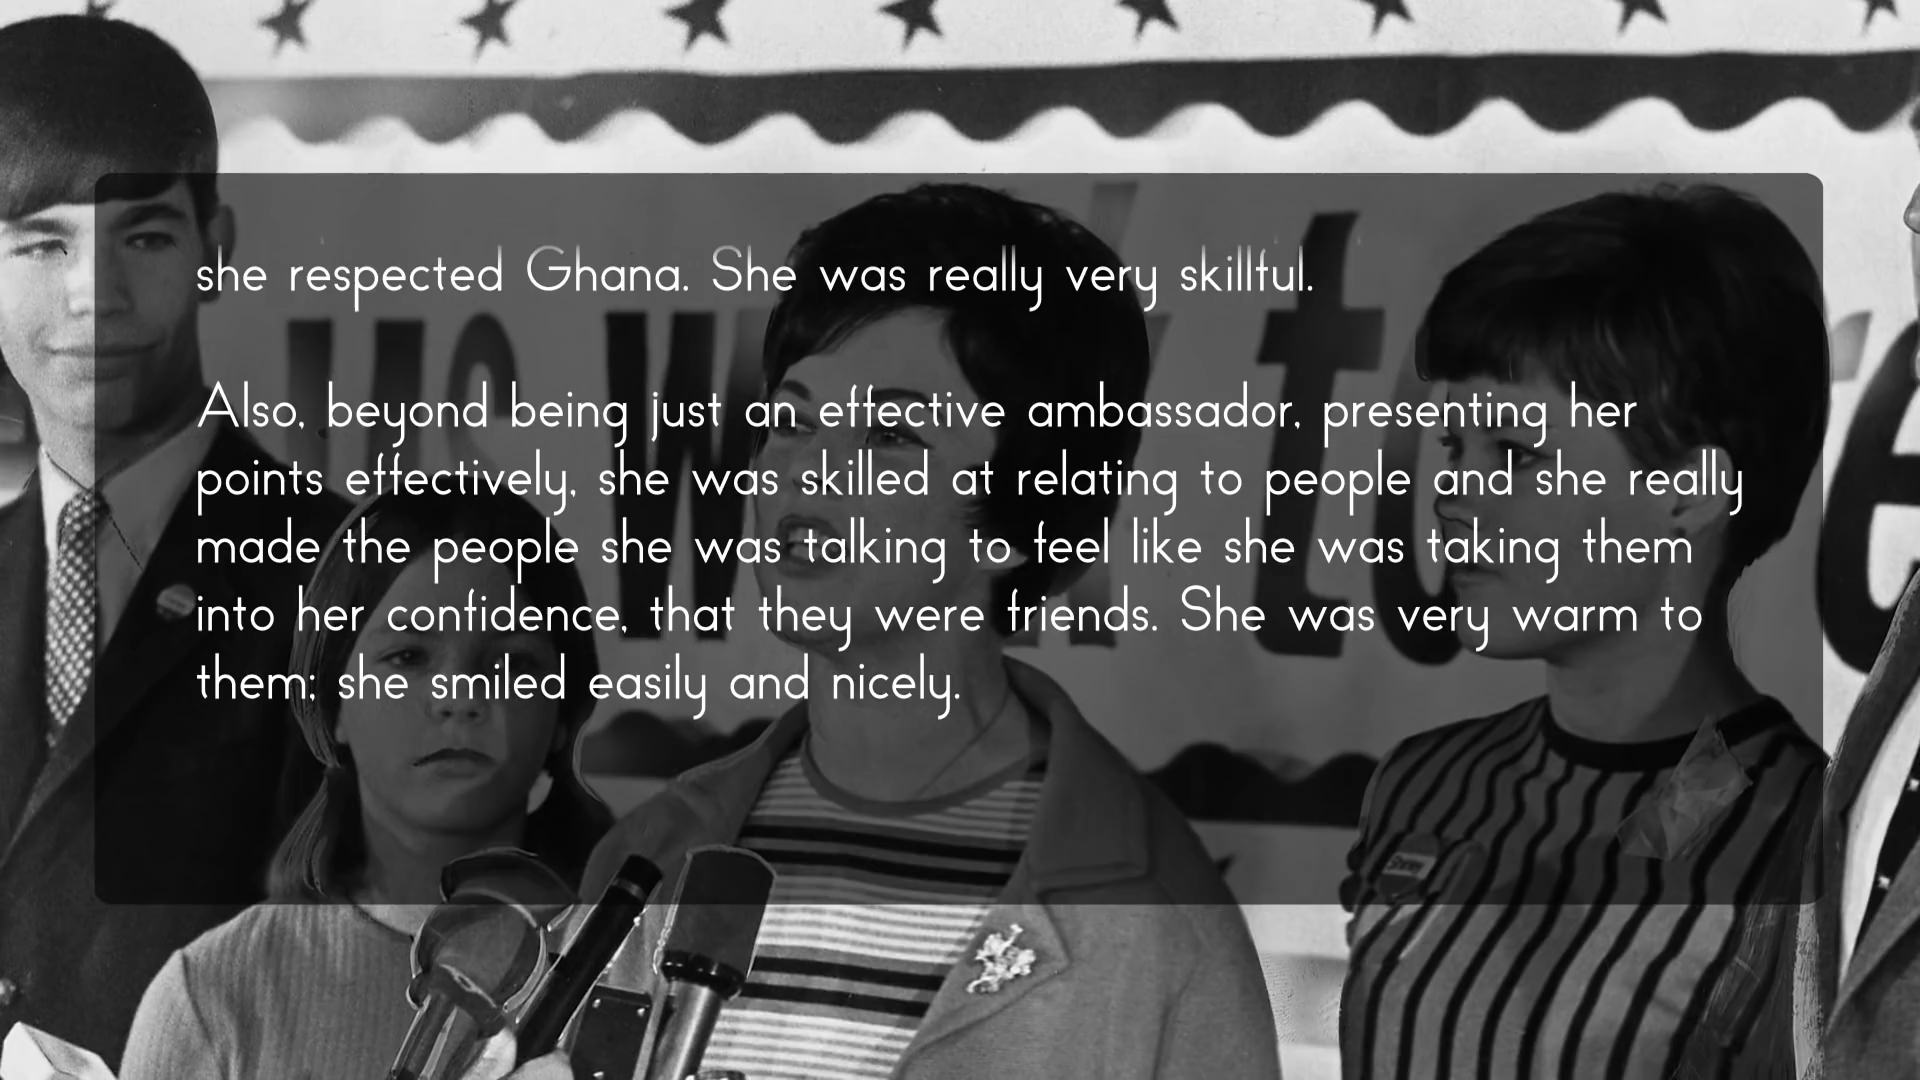 she respected Ghana. She was really very skillful.
Also, beyond being just an effective ambassador, presenting her
points effectively, she was skilled at relating to people and she really
made the people she was talking to feel like she was taking them
into her confidence, that they were friends. She was very warm to
them; she smiled easily and nicely.
us w to